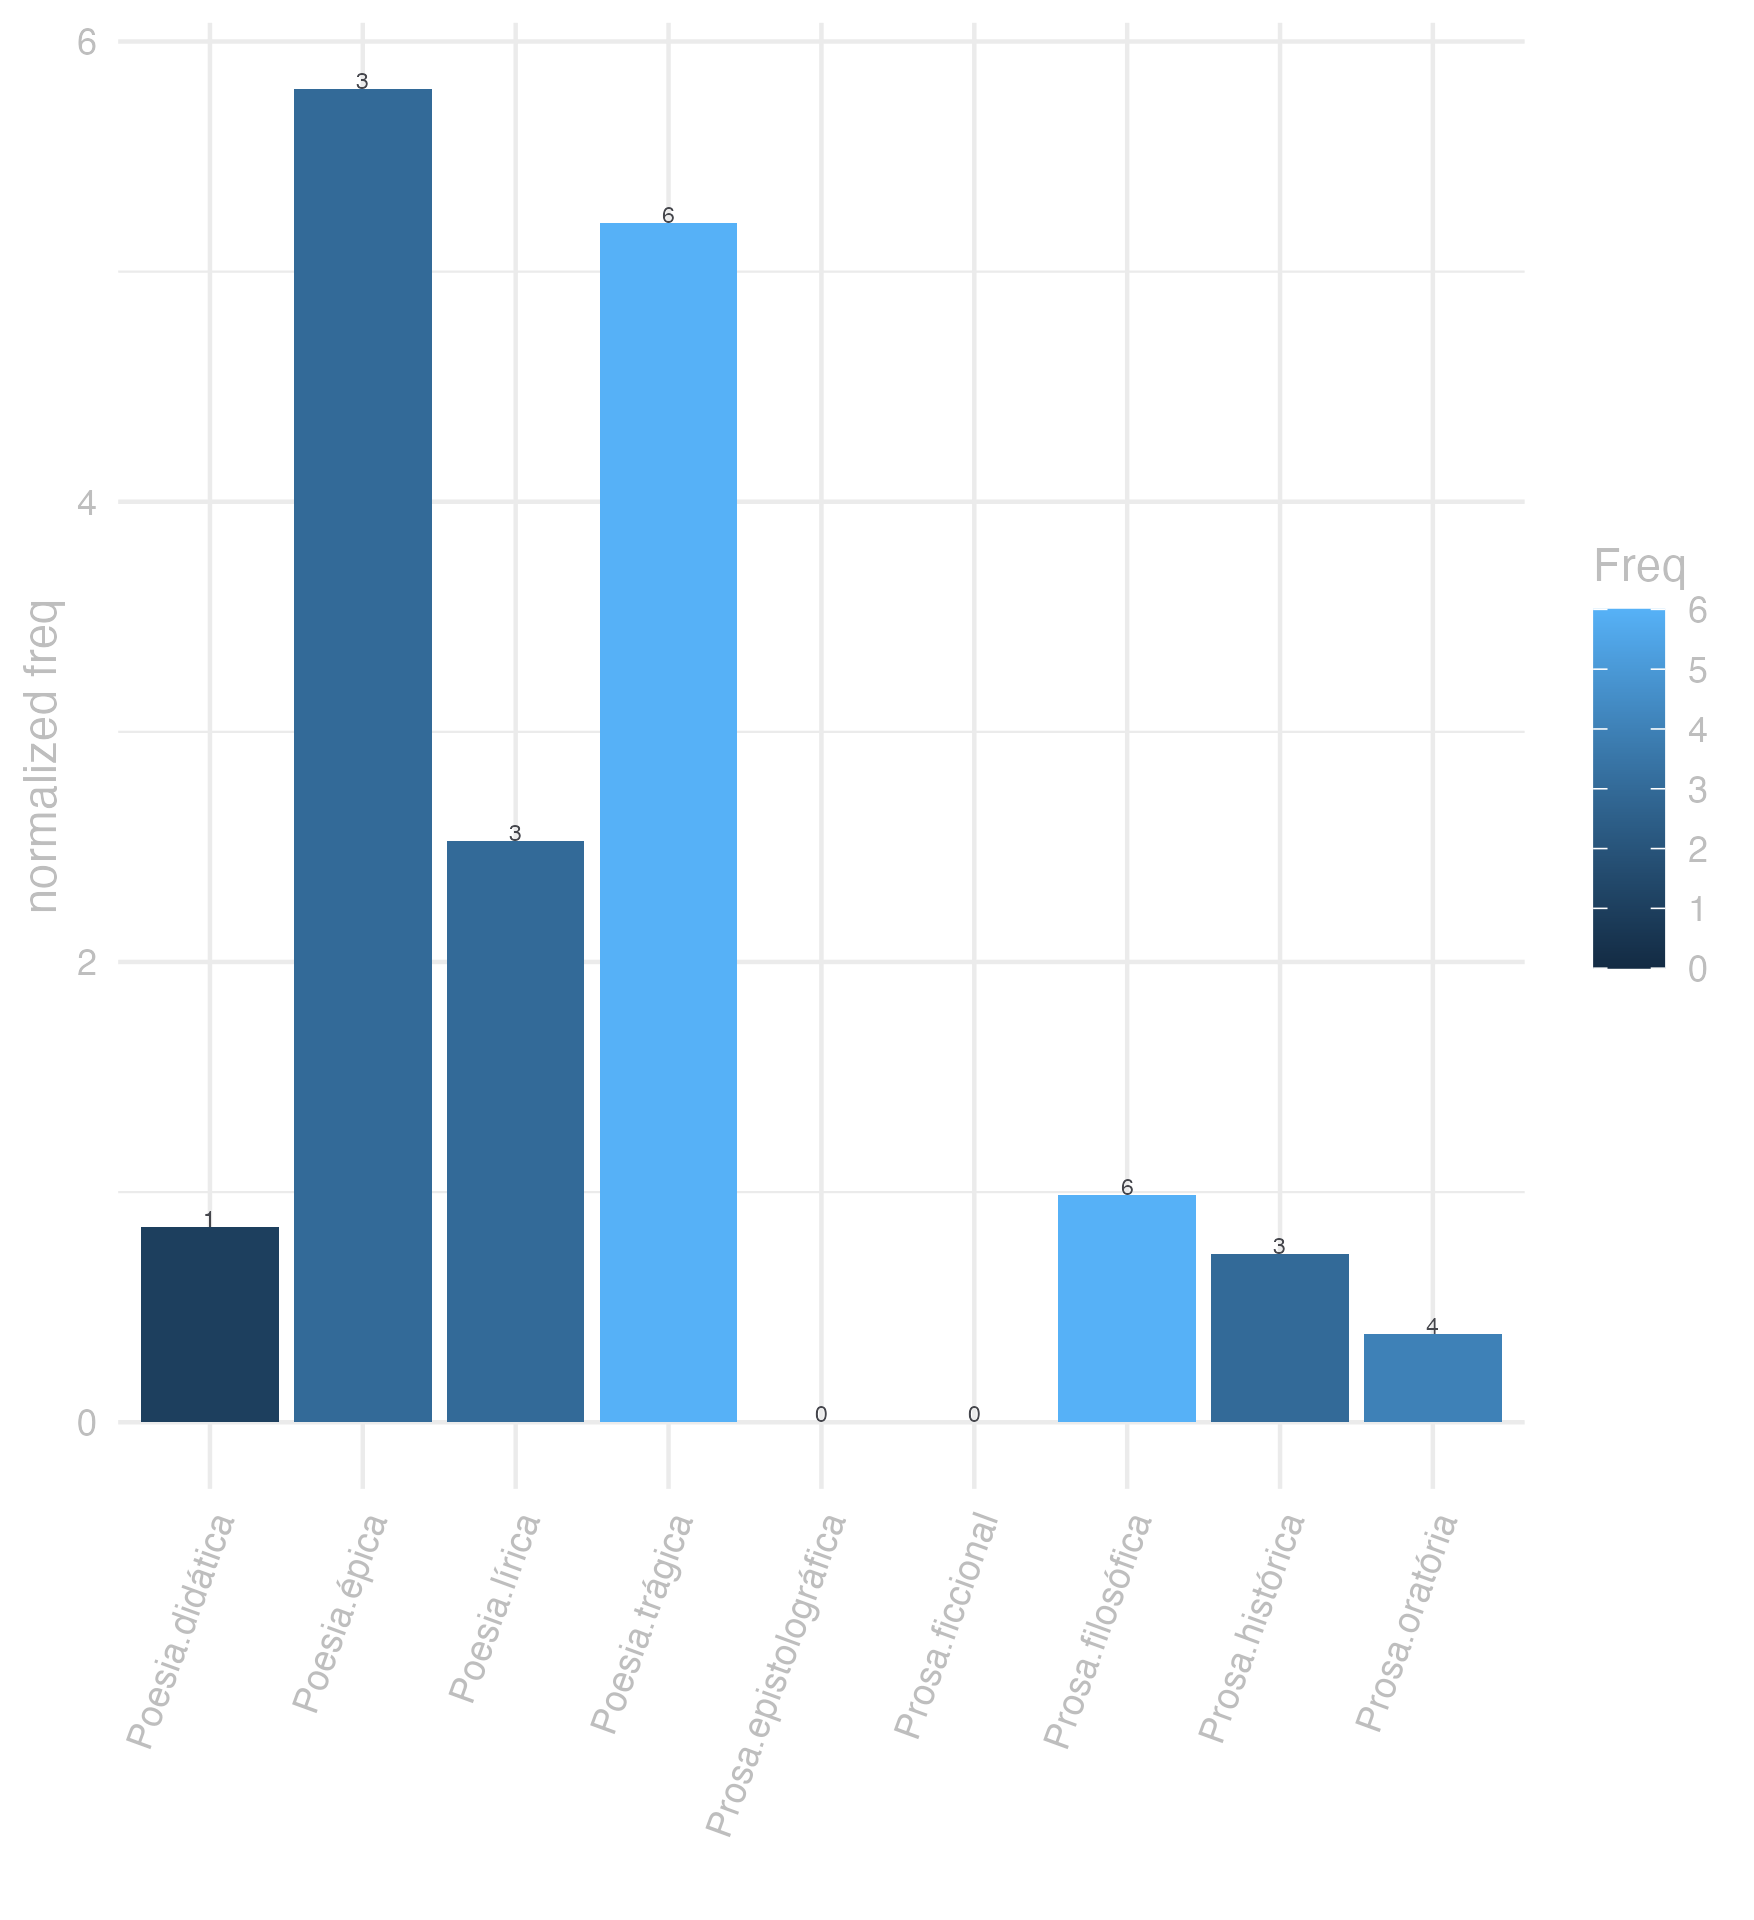 6
4
2
0
normalized freq
1
3
3
6
0
0
6
3
4
Poesia.didática
Poesia.épica
Poesia.lírica
Poesia.trágica
Prosa.epistolográfica
Prosa.ficcional
Prosa.filosófica
Prosa.histórica
Prosa.oratória
Freq
6
5
4
3
2
1
0